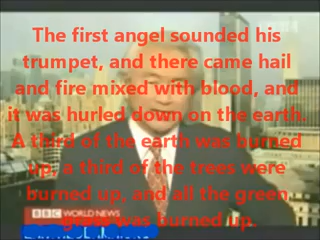 The first angel sounded his
trumpet, and there came hail
and fire mixed with blood, and
it was hurled down on the earth.
A third of the earth was burned
up, a third of the trees were
burned up, and all the green
grass was burned up.
BBC WORLD NEWS